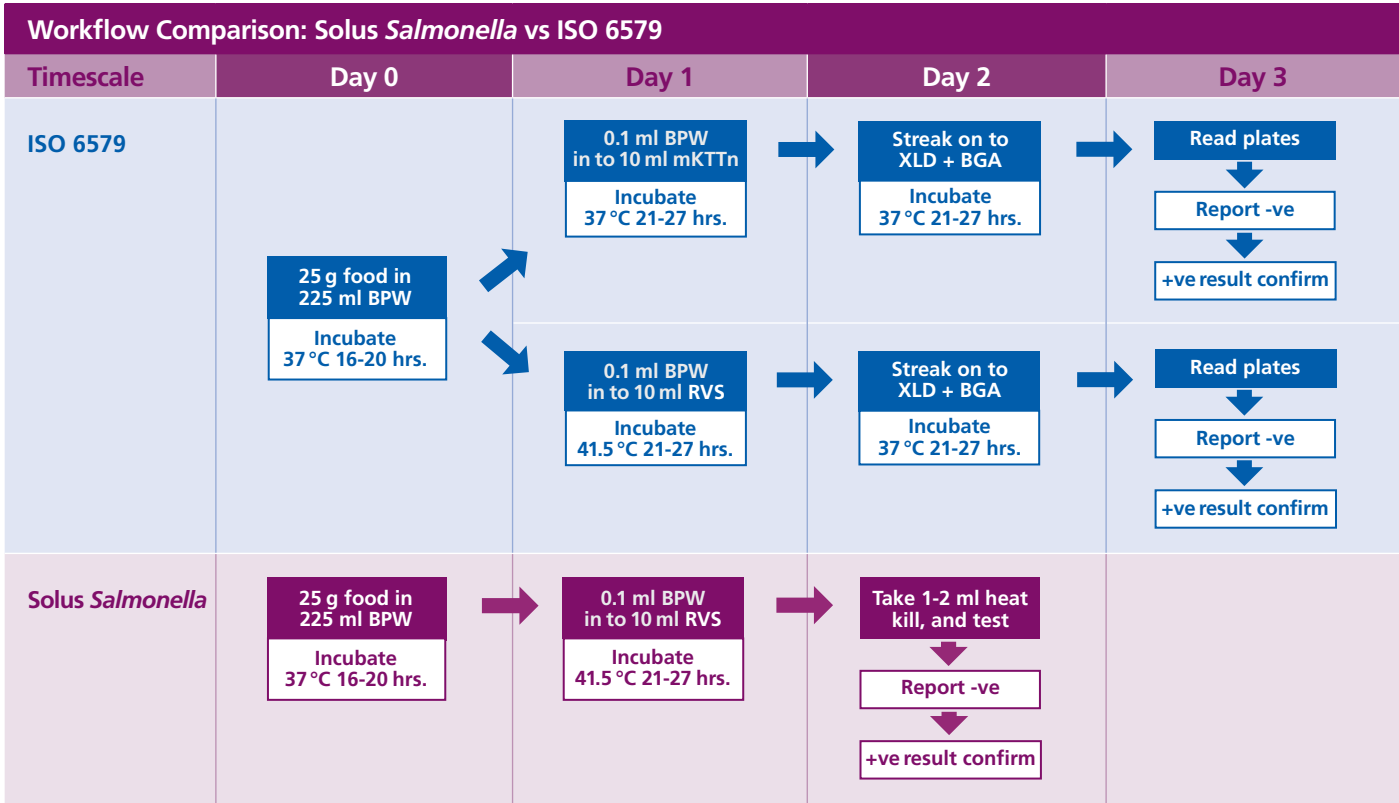 Workflow Comparison: Solus Salmonella vs ISO 6579
Timescale
Day 0
Day 1
Day 2
Day 3
ISO 6579
25 g food in
225 ml BPW
Incubate
37 °C 16-20 hrs.
0.1 ml BPW
in to 10 ml mKTTn
Incubate
37 °C 21-27 hrs.
Streak on to
XLD + BGA
Incubate
37 °C 21-27 hrs.
Read plates
Report -ve
+ve result confirm
0.1 ml BPW
in to 10 ml RVS
Incubate
41.5 °C 21-27 hrs.
Streak on to
XLD + BGA
Incubate
37 °C 21-27 hrs.
Read plates
Report -ve
+ve result confirm
Solus Salmonella
25 g food in
225 ml BPW
Incubate
37 °C 16-20 hrs.
0.1 ml BPW
in to 10 ml RVS
Incubate
41.5 °C 21-27 hrs.
Take 1-2 ml heat
kill, and test
Report -ve
+ve result confirm